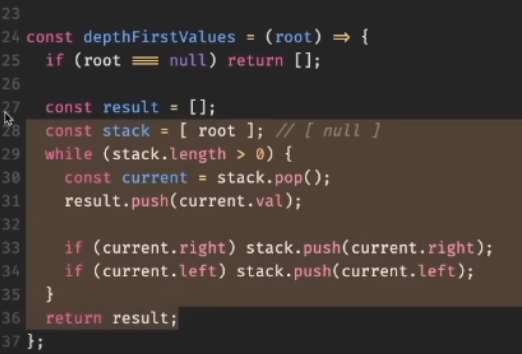 23
24 const depthFirstValues = (root) => {
25 if (root === null) return [];
26
27 const result = [];
28 const stack = [ root ]; // [ null ]
29 while (stack.length > 0) {
30 const current = stack.pop();
31 result.push(current.val);
32
33 if (current.right) stack.push(current.right);
34 if (current.left) stack.push(current.left);
35 }
36 return result;
37 };